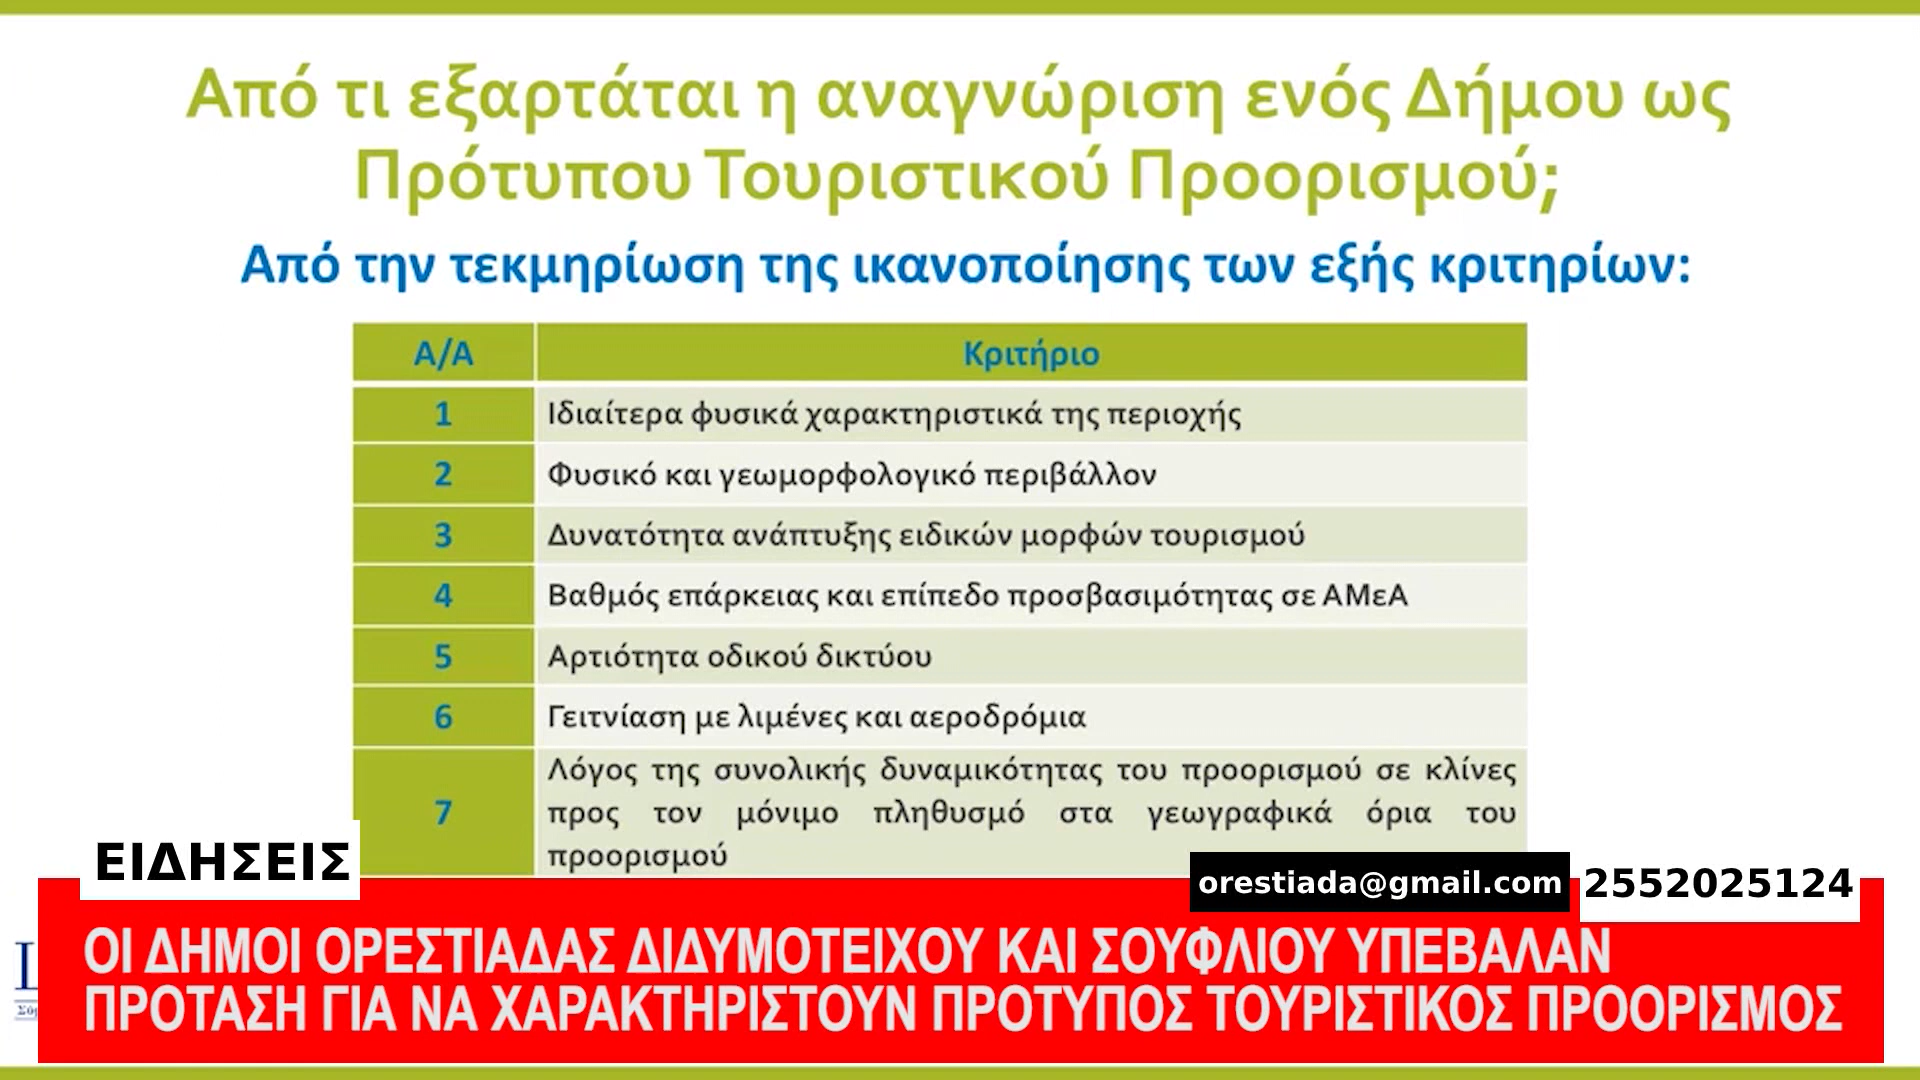 Από τι εξαρτάται η αναγνώριση ενός Δήμου ως
Πρότυπου Τουριστικού Προορισμού;
Από την τεκμηρίωση της ικανοποίησης των εξής κριτηρίων:
Α/Α Κριτήριο
1 Ιδιαίτερα φυσικά χαρακτηριστικά της περιοχής
2 Φυσικό και γεωμορφολογικό περιβάλλον
3 Δυνατότητα ανάπτυξης ειδικών μορφών τουρισμού
4 Βαθμός επάρκειας και επίπεδο προσβασιμότητας σε ΑΜεΑ
5 Αρτιότητα οδικού δικτύου
6 Γειτνίαση με λιμένες και αεροδρόμια
7 Λόγος της συνολικής δυναμικότητας του προορισμού σε κλίνες
προς τον μόνιμο πληθυσμό στα γεωγραφικά όρια του
προορισμού
ΕΙΔΗΣΕΙΣ
orestiada@gmail.com 2552025124
ΟΙ ΔΗΜΟΙ ΟΡΕΣΤΙΑΔΑΣ ΔΙΔΥΜΟΤΕΙΧΟΥ ΚΑΙ ΣΟΥΦΛΙΟΥ ΥΠΕΒΑΛΑΝ
ΠΡΟΤΑΣΗ ΓΙΑ ΝΑ ΧΑΡΑΚΤΗΡΙΣΤΟΥΝ ΠΡΟΤΥΠΟΣ ΤΟΥΡΙΣΤΙΚΟΣ ΠΡΟΟΡΙΣΜΟΣ